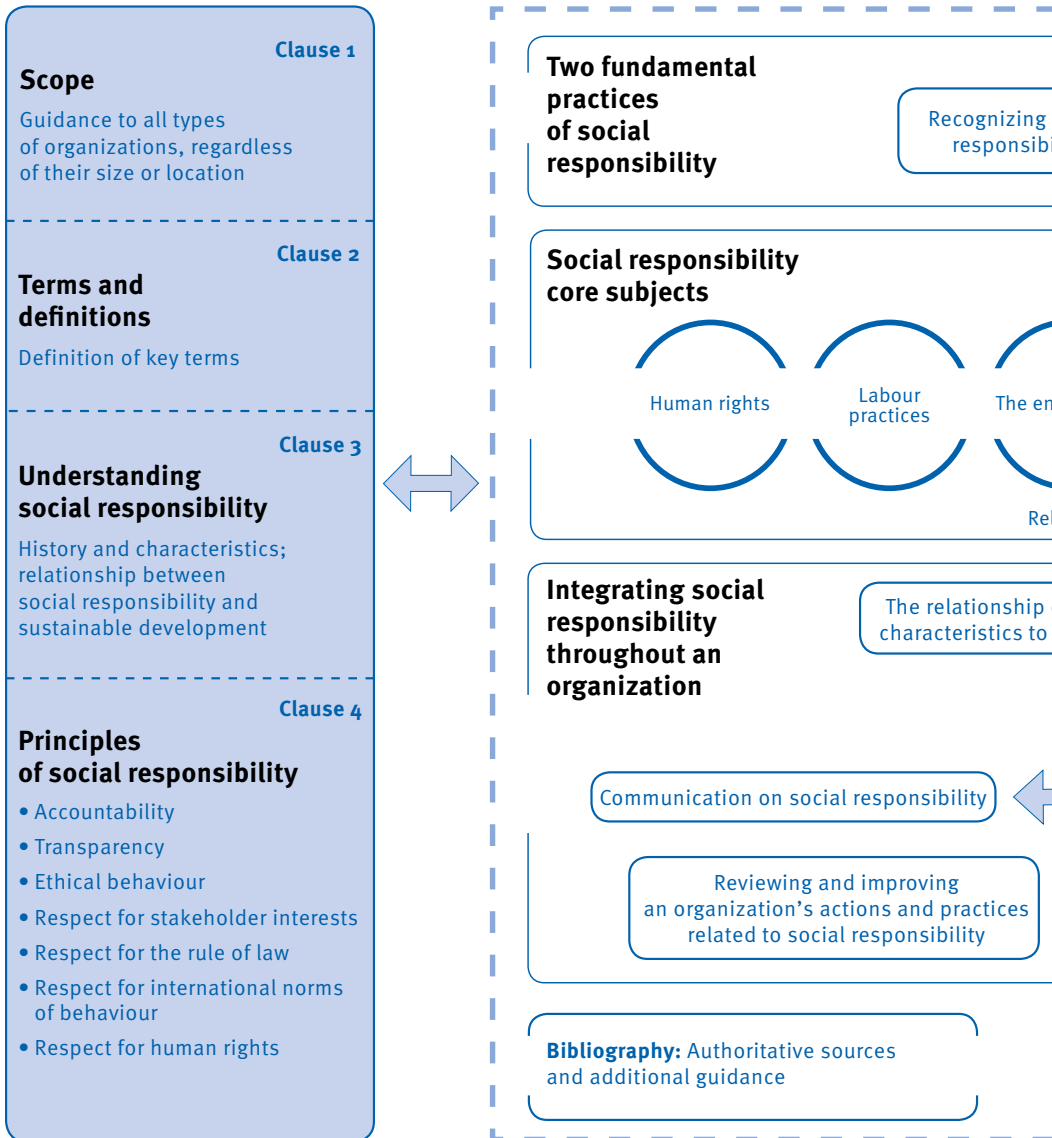 Clause 1
Scope
Guidance to all types
of organizations, regardless
of their size or location
Clause 2
Terms and
definitions
Definition of key terms
Clause 3
Understanding
social responsibility
History and characteristics;
relationship between
social responsibility and
sustainable development
Clause 4
Principles
of social responsibility
• Accountability
• Transparency
• Ethical behaviour
• Respect for stakeholder interests
• Respect for the rule of law
• Respect for international norms
of behaviour
• Respect for human rights
Two fundamental
practices
of social
responsibility
Recognizing
Social responsibility
core subjects
Human rights
Labour
practices
The
Integrating social
responsibility
throughout an
organization
The relationship
characteristics to
Communication on social responsibility
Reviewing and improving
an organization’s actions and practices
related to social responsibility
Bibliography: Authoritative sources
and additional guidance